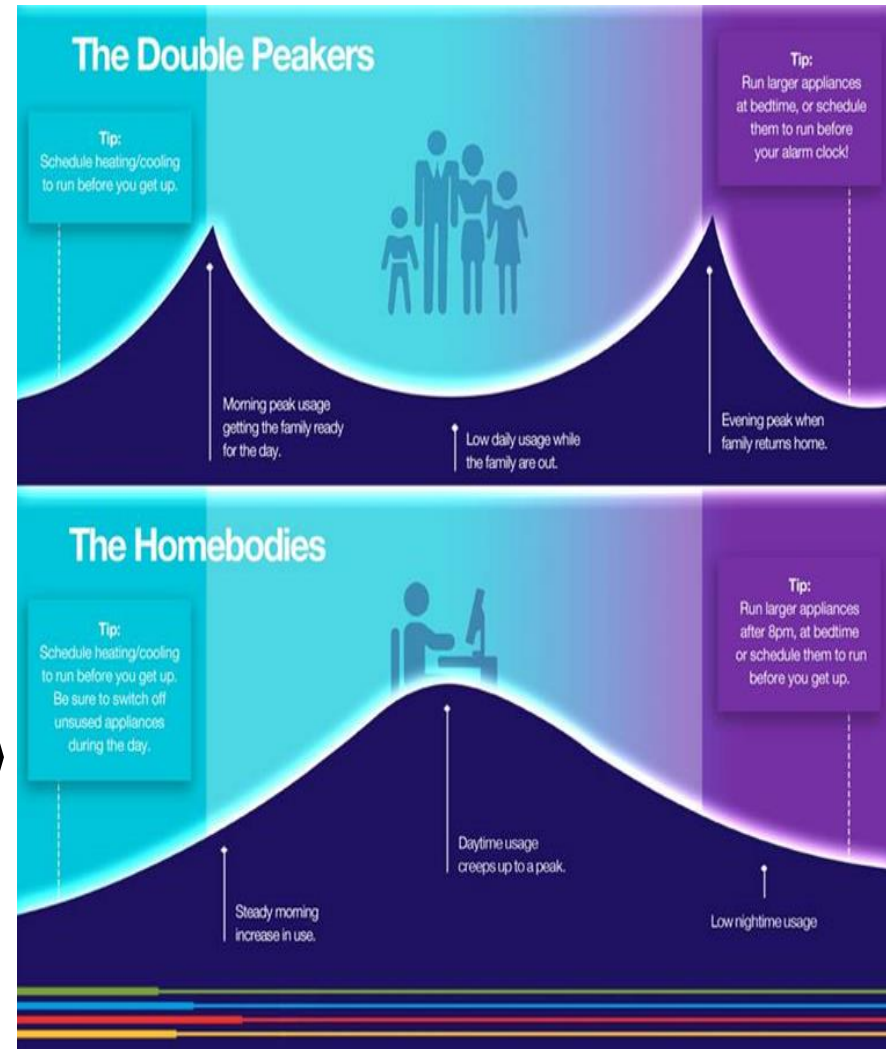 The Double Peakers
Tip:
Schedule heating/cooling
to run before you get up.
Tip:
Run larger appliances
at bedtime, or schedule
them to run before
your alarm clock!
Morning peak usage
getting the family ready
for the day.
Low daily usage while
the family are out.
Evening peak when
family returns home.
The Homebodies
Tip:
Schedule heating/cooling
to run before you get up.
Be sure to switch off
unsused appliances
during the day.
Tip:
Run larger appliances
after 8pm, at bedtime
or schedule them to run
before you get up.
Steady morning
increase in use.
Daytime usage
creeps up to a peak.
Low nightime usage